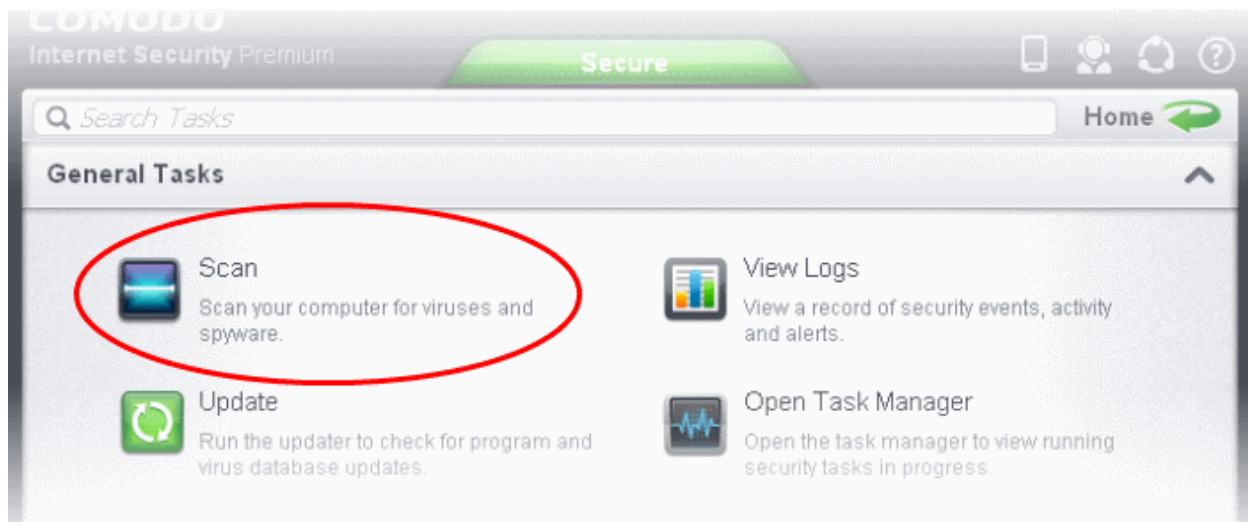 COMODO
Internet Security Premium
Secure
Search Tasks
Home
General Tasks
Scan
Scan your computer for viruses and
spyware.
View Logs
View a record of security events, activity
and alerts.
Update
Run the updater to check for program and
virus database updates.
Open Task Manager
Open the task manager to view running
security tasks in progress.